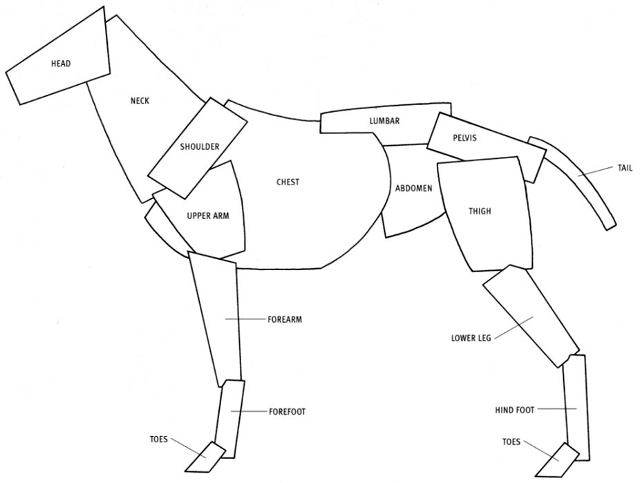 HEAD
NECK
SHOULDER
UPPER ARM
CHEST
LUMBAR
PELVIS
TAIL
ABDOMEN
THIGH
FOREARM
LOWER LEG
FOREFOOT
HIND FOOT
TOES
TOES